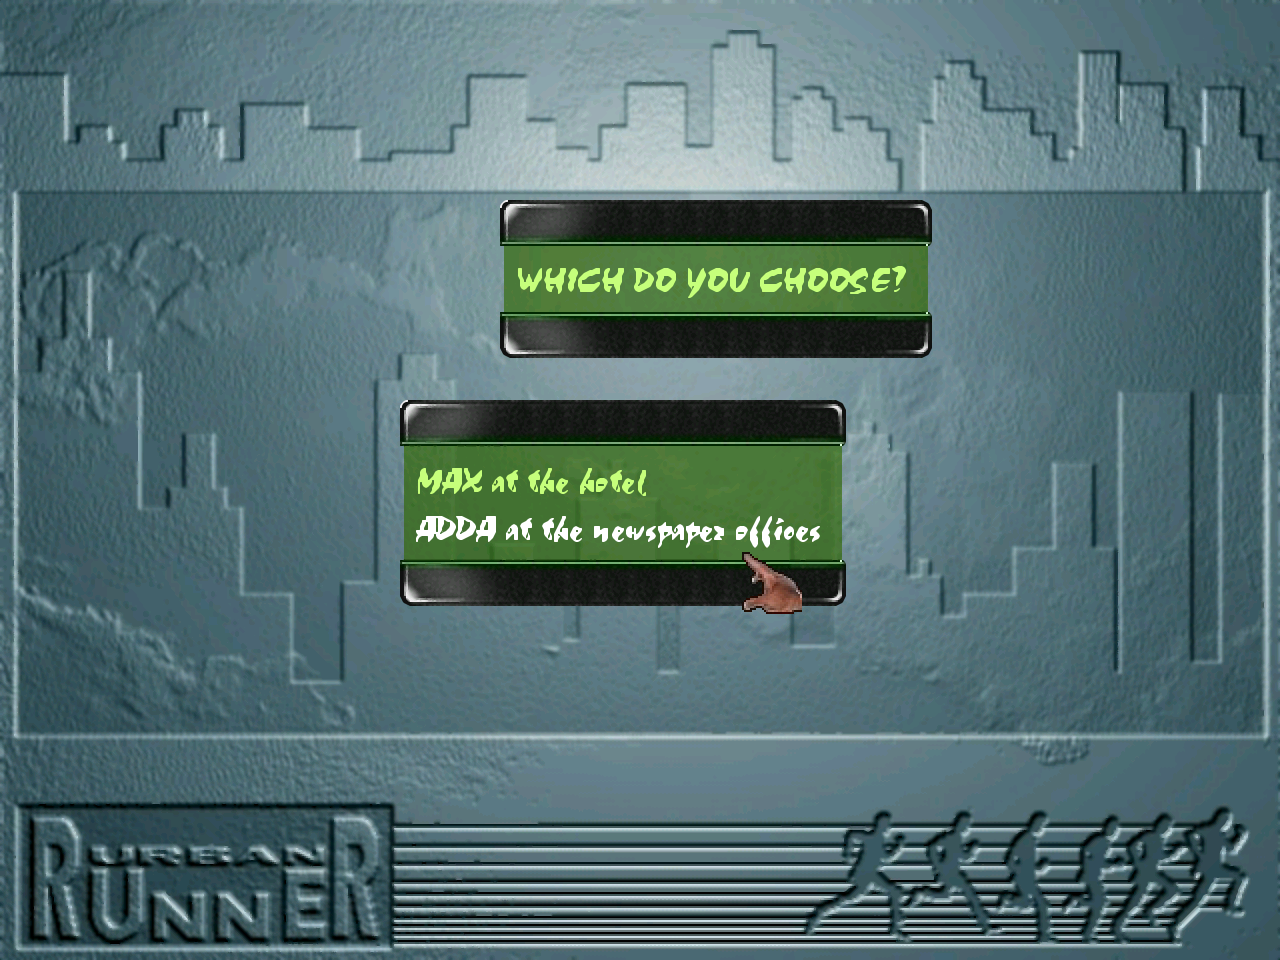 WHICH DO YOU CHOOSE?
MAX at the hotel
ADDA at the newspaper offices
URBAN
RUNNER